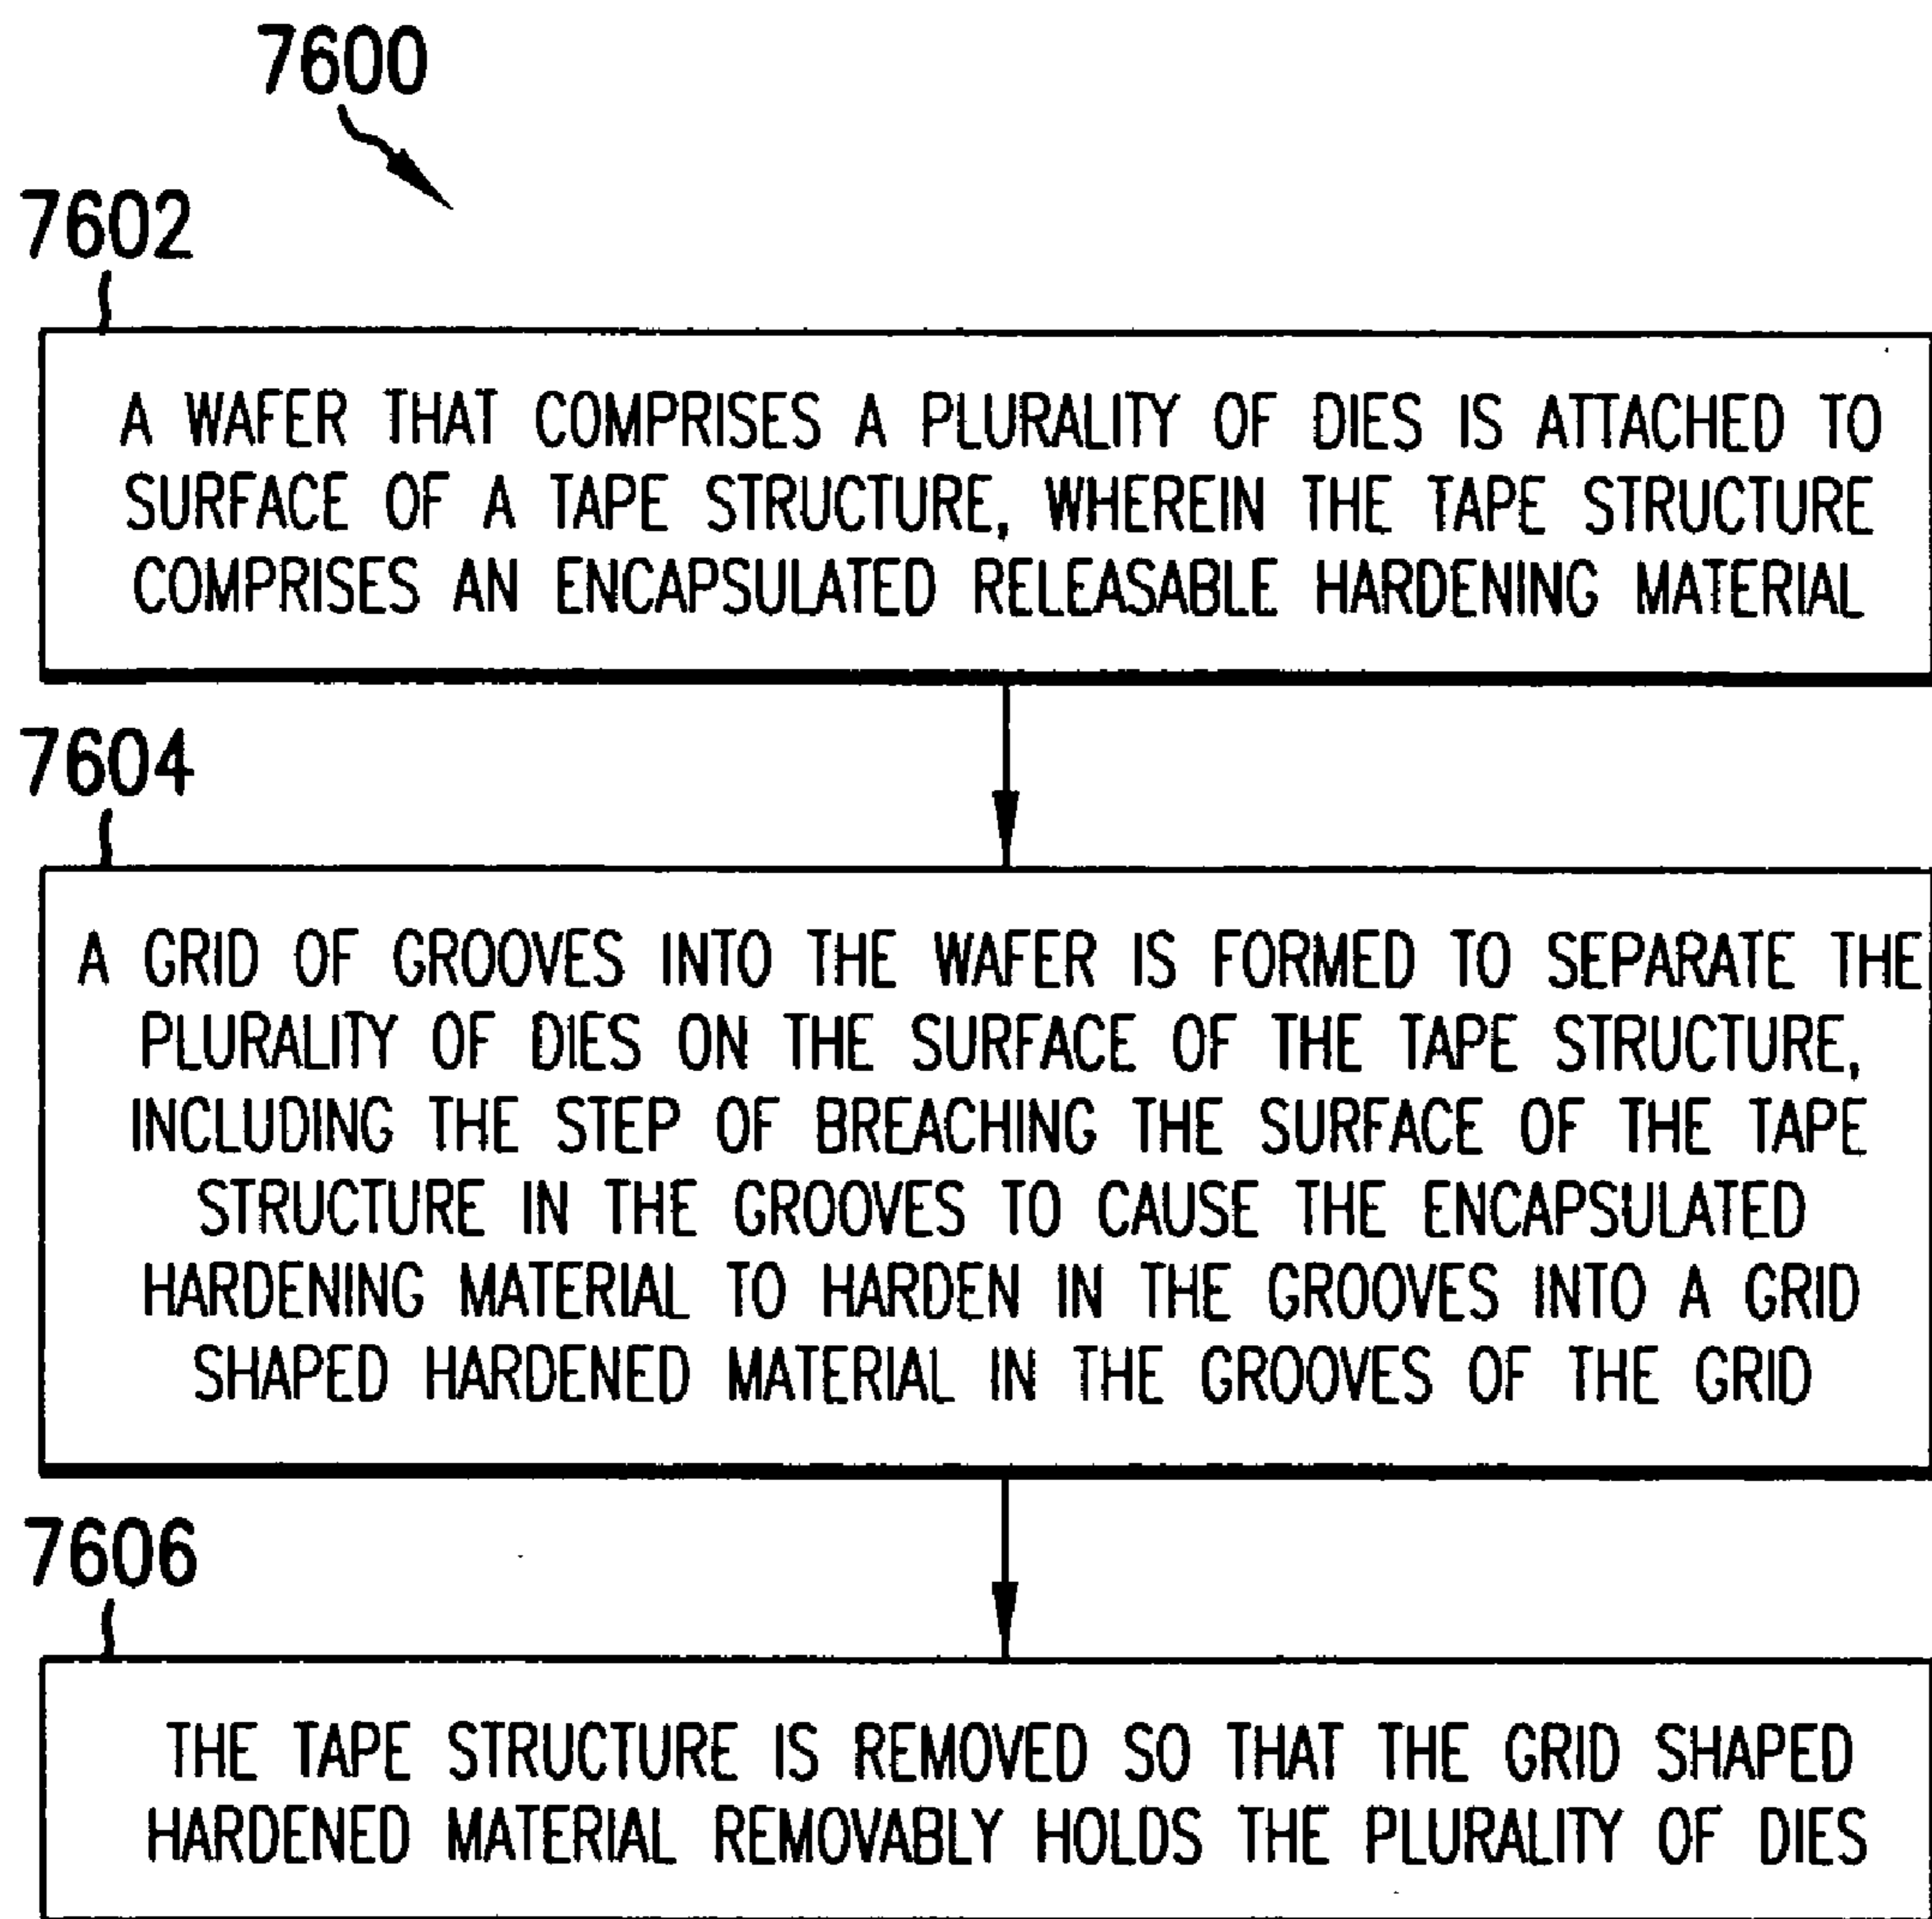 7600
7602
A WAFER THAT COMPRISES A PLURALITY OF DIES IS ATTACHED TO
SURFACE OF A TAPE STRUCTURE, WHEREIN THE TAPE STRUCTURE
COMPRISES AN ENCAPSULATED RELEASABLE HARDENING MATERIAL
7604
A GRID OF GROOVES INTO THE WAFER IS FORMED TO SEPARATE THE
PLURALITY OF DIES ON THE SURFACE OF THE TAPE STRUCTURE,
INCLUDING THE STEP OF BREACHING THE SURFACE OF THE TAPE
STRUCTURE IN THE GROOVES TO CAUSE THE ENCAPSULATED
HARDENING MATERIAL TO HARDEN IN THE GROOVES INTO A GRID
SHAPED HARDENED MATERIAL IN THE GROOVES OF THE GRID
7606
THE TAPE STRUCTURE IS REMOVED SO THAT THE GRID SHAPED
HARDENED MATERIAL REMOVABLY HOLDS THE PLURALITY OF DIES